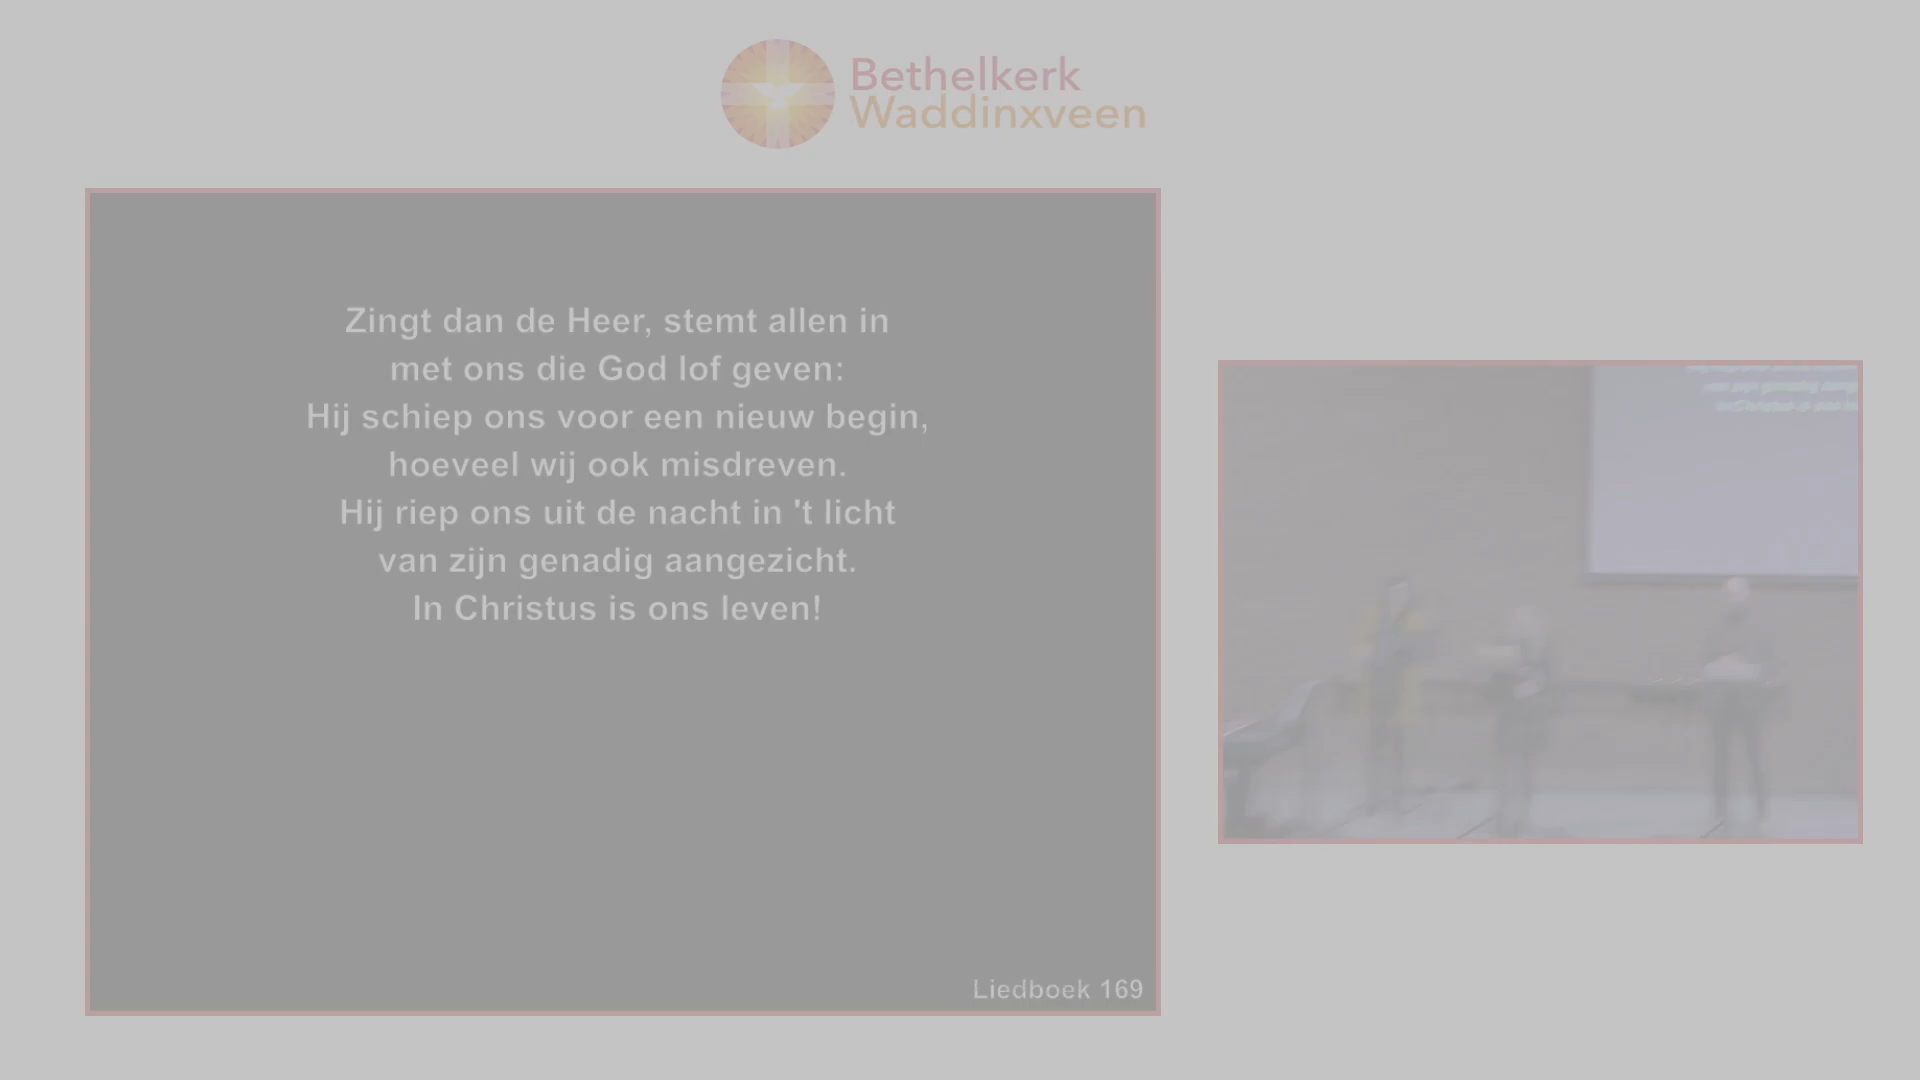 Bethelkerk
Waddinxveen
Zingt dan de Heer, stemt allen in
met ons die God lof geven:
Hij schiep ons voor een nieuw begin,
hoeveel wij ook misdreven.
Hij riep ons uit de nacht in 't licht
van zijn genadig aangezicht.
In Christus is ons leven!
Liedboek 169